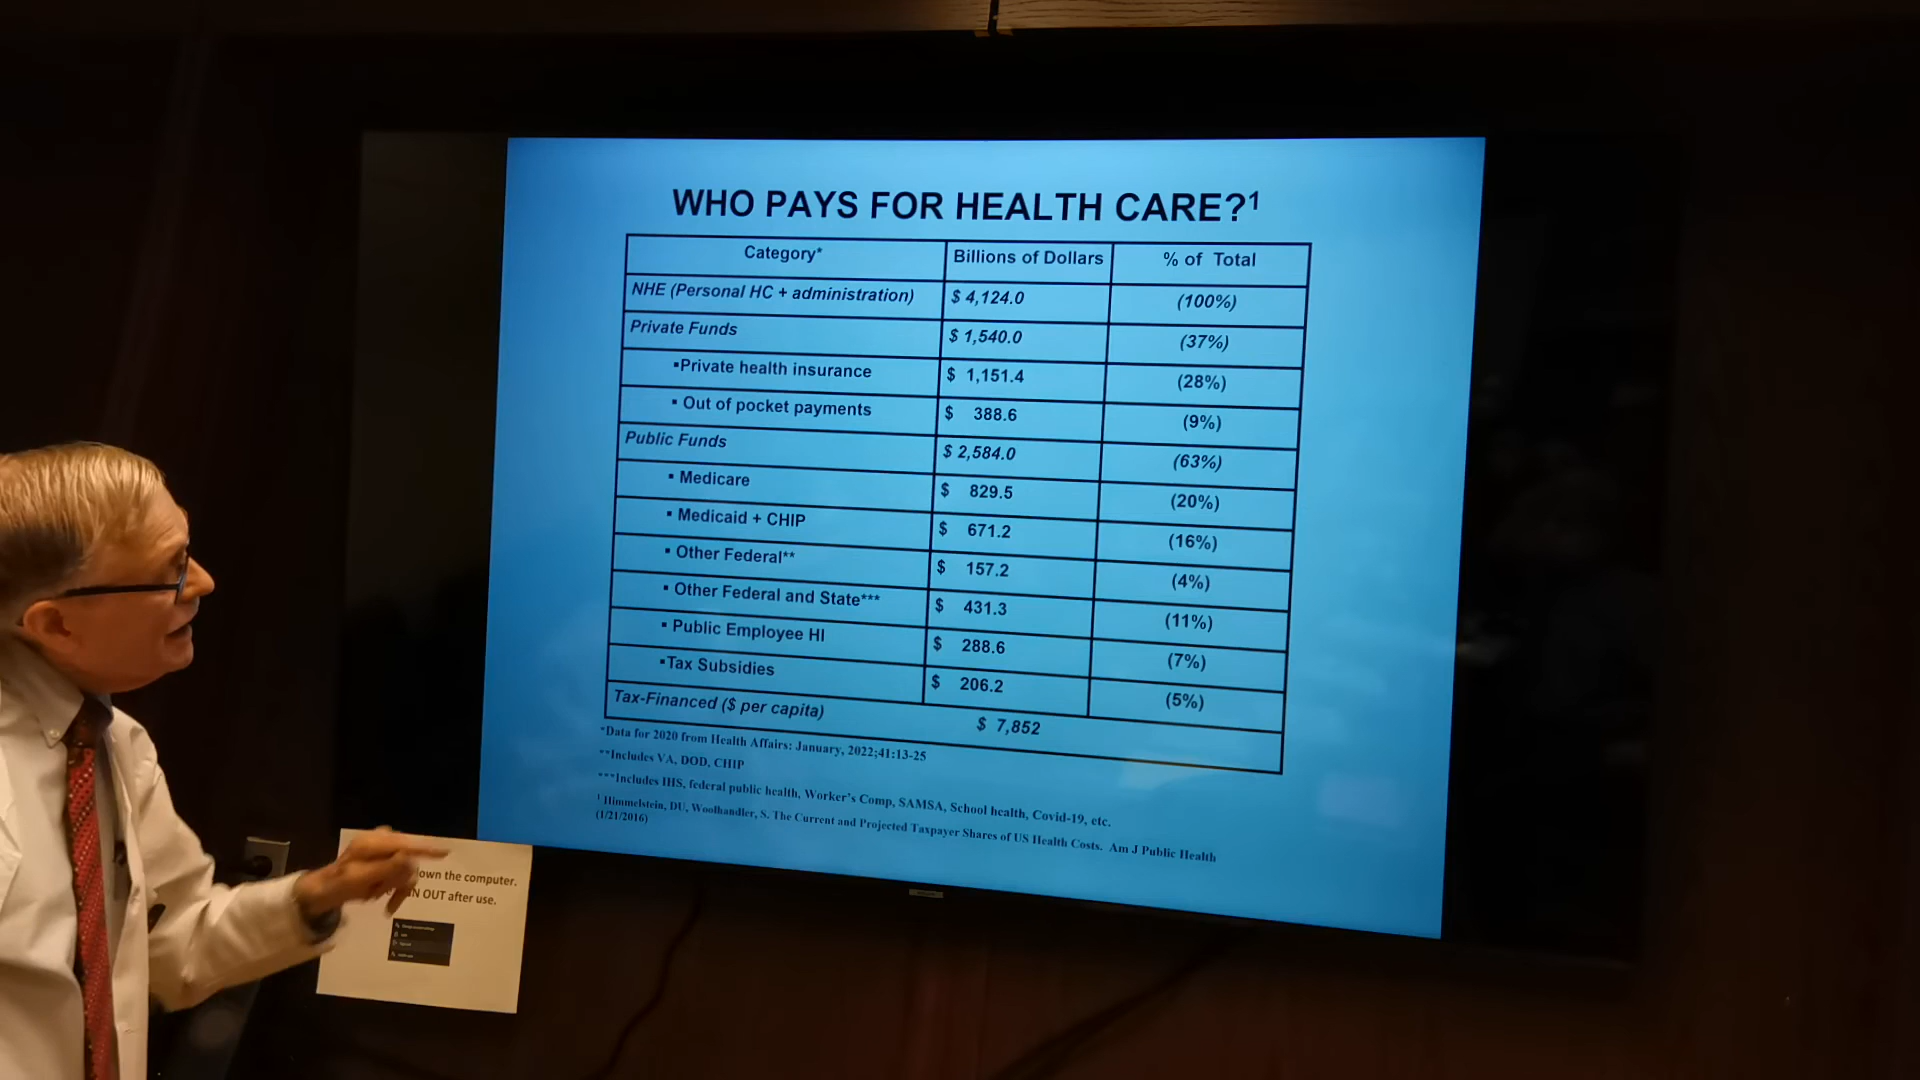 WHO PAYS FOR HEALTH CARE?¹
Category* Billions of Dollars % of Total
NHE (Personal HC + administration) $ 4,124.0 (100%)
Private Funds $ 1,540.0 (37%)
▪Private health insurance $ 1,151.4 (28%)
▪ Out of pocket payments $ 388.6 (9%)
Public Funds $ 2,584.0 (63%)
▪ Medicare $ 829.5 (20%)
▪ Medicaid + CHIP $ 671.2 (16%)
▪ Other Federal** $ 157.2 (4%)
▪ Other Federal and State*** $ 431.3 (11%)
▪ Public Employee HI $ 288.6 (7%)
▪Tax Subsidies $ 206.2 (5%)
Tax-Financed ($ per capita) $ 7,852
*Data for 2020 from Health Affairs: January, 2022;41:13-25
**Includes VA, DOD, CHIP
***Includes IHS, federal public health, Worker's Comp, SAMSA, School health, Covid-19, etc.
¹ Himmelstein, DU, Woolhandler, S. The Current and Projected Taxpayer Shares of US Health Costs. Am J Public Health
(1/21/2016)
own the computer.
N OUT after use.